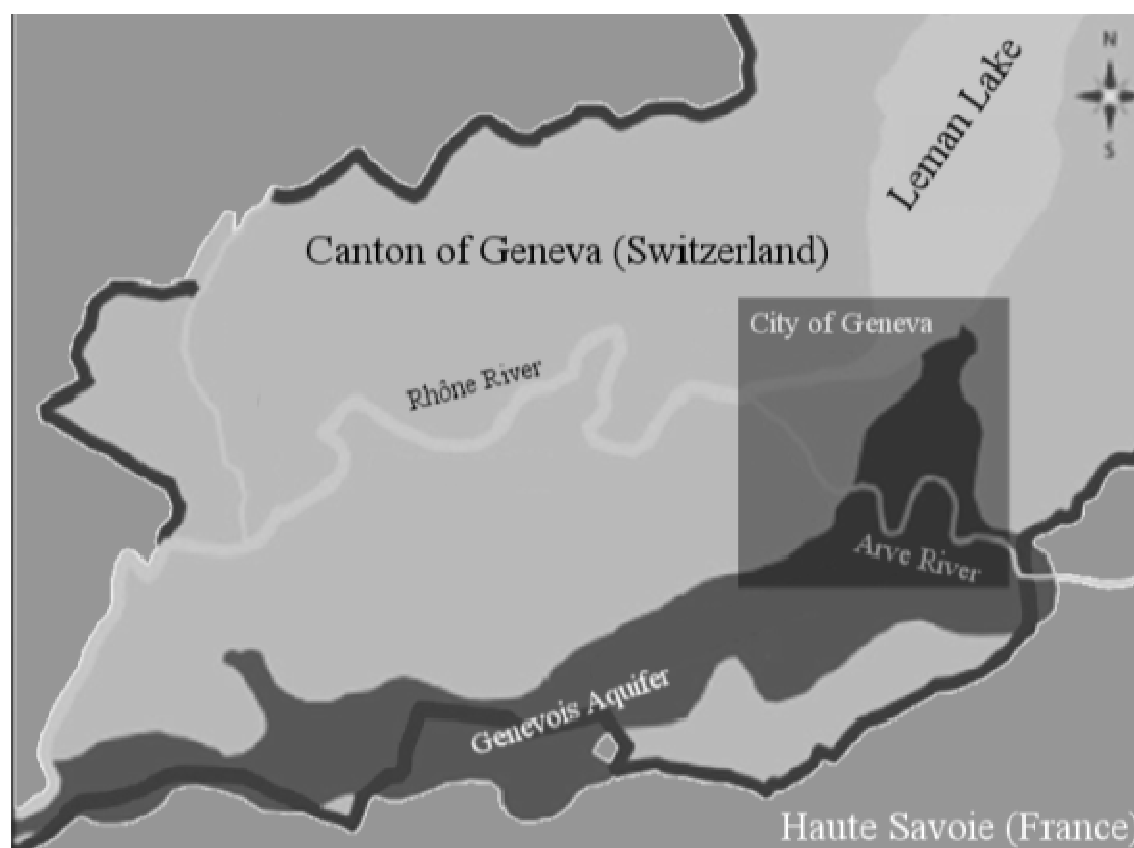 N
Leman Lake
S
Canton of Geneva (Switzerland)
City of Geneva
Rhône River
Arve River
Genevois Aquifer
Haute Savoie (France)